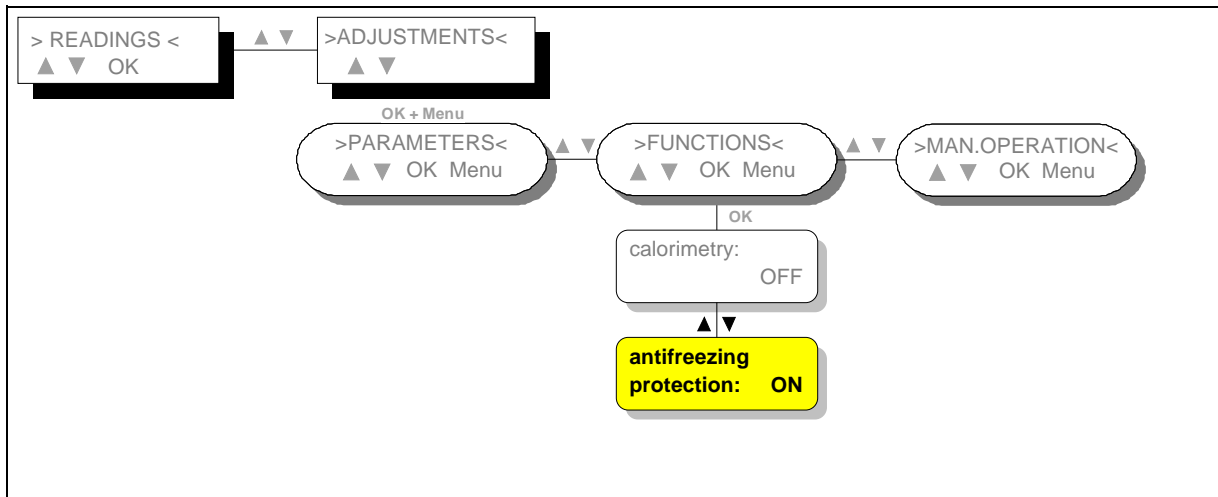 > READINGS <
▲ ▼ OK
▲ ▼
>ADJUSTMENTS<
▲ ▼
OK + Menu
>PARAMETERS<
▲ ▼ OK Menu
▲ ▼
>FUNCTIONS<
▲ ▼ OK Menu
▲ ▼
>MAN.OPERATION<
▲ ▼ OK Menu
OK
calorimetry:
OFF
▲ ▼
antifreezing
protection: ON